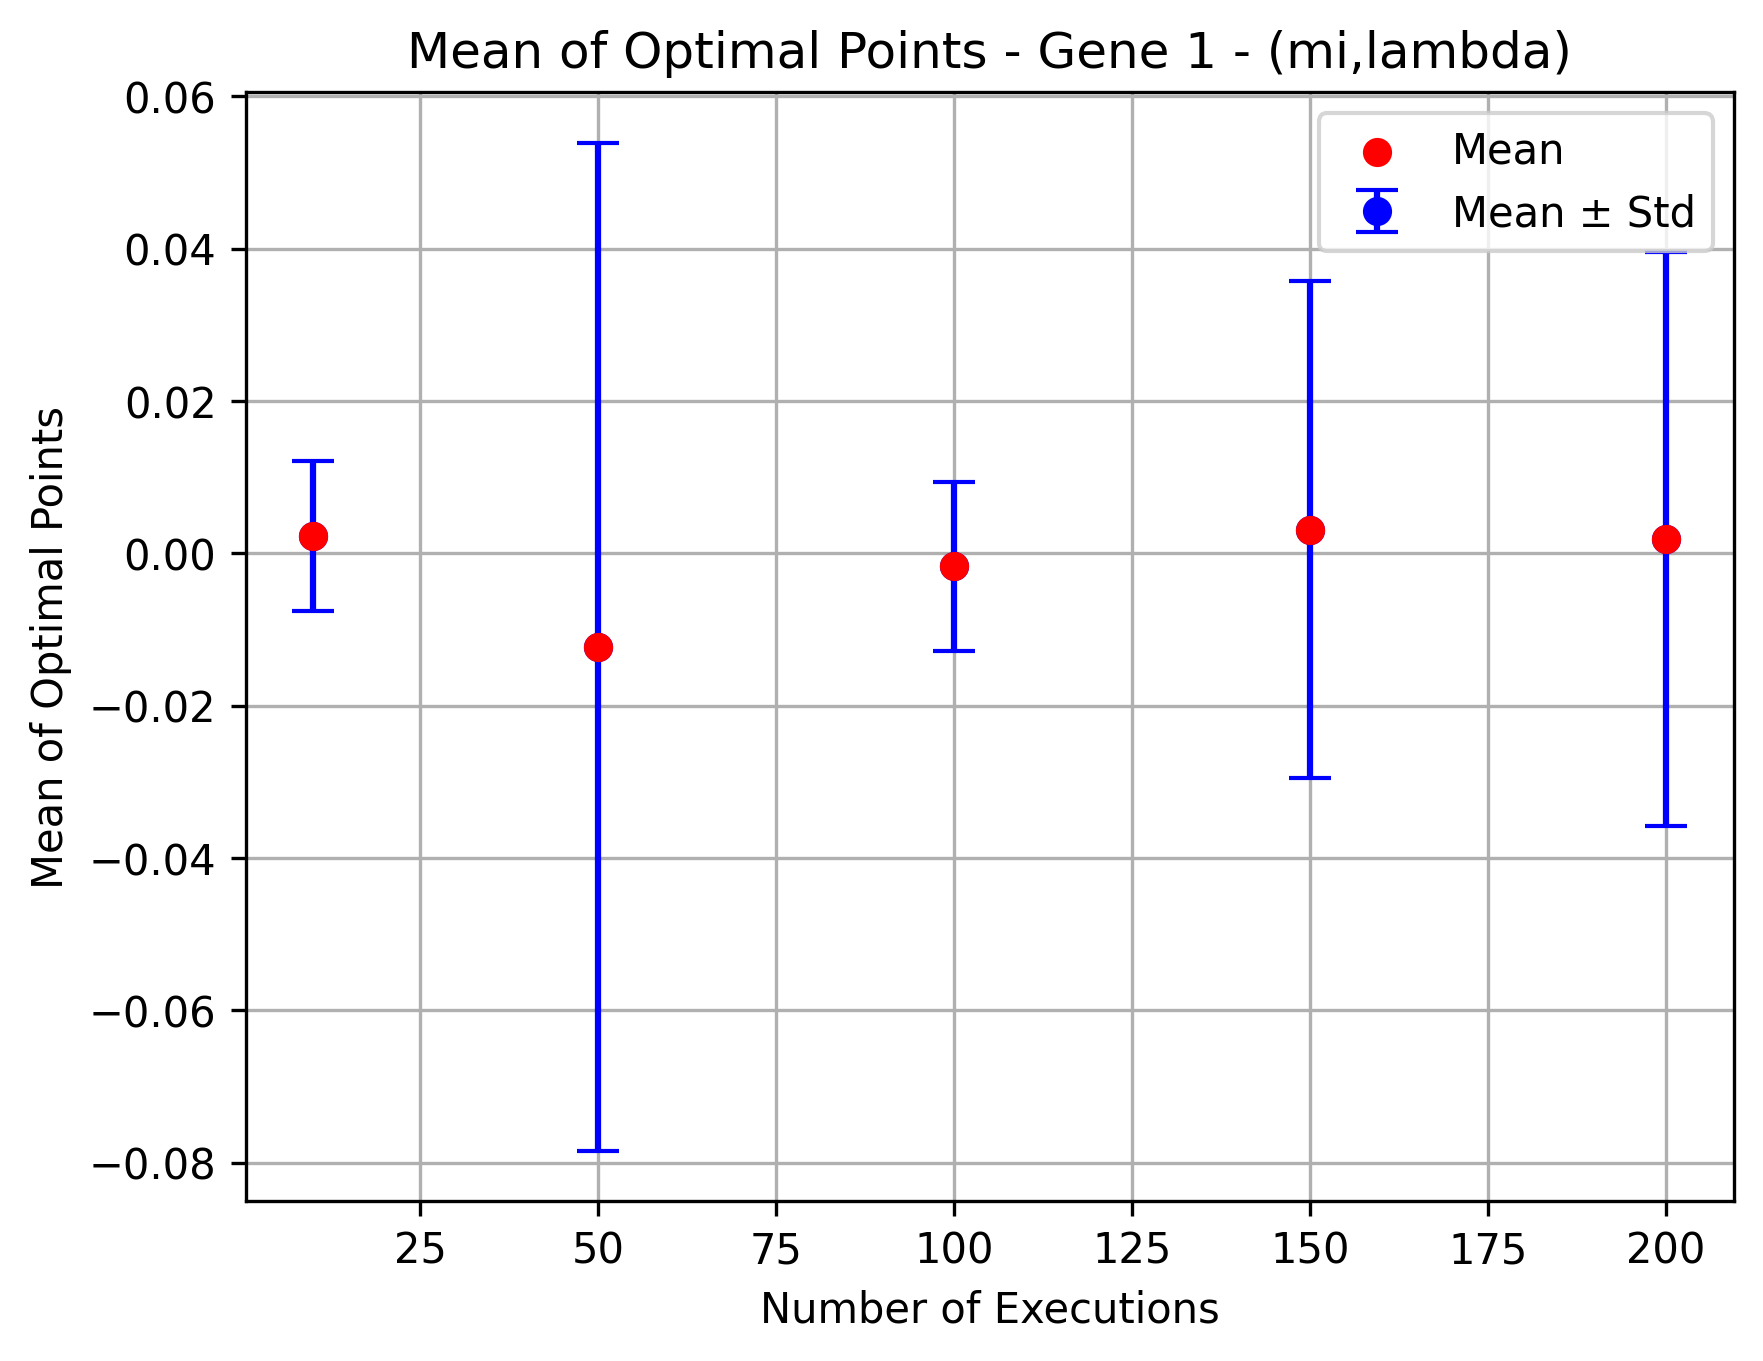 Mean of Optimal Points - Gene 1 - (mi,lambda)
Mean
Mean ± Std
0.06
0.04
0.02
0.00
−0.02
−0.04
−0.06
−0.08
Mean of Optimal Points
25 50 75 100 125 150 175 200
Number of Executions